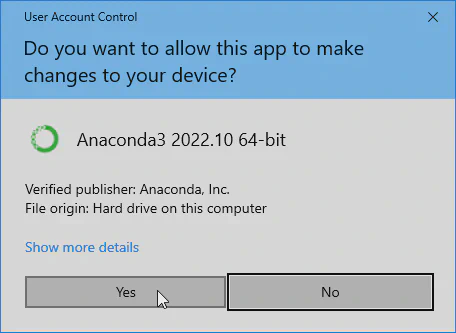 User Account Control
Do you want to allow this app to make
changes to your device?
Anaconda3 2022.10 64-bit
Verified publisher: Anaconda, Inc.
File origin: Hard drive on this computer
Show more details
Yes
No